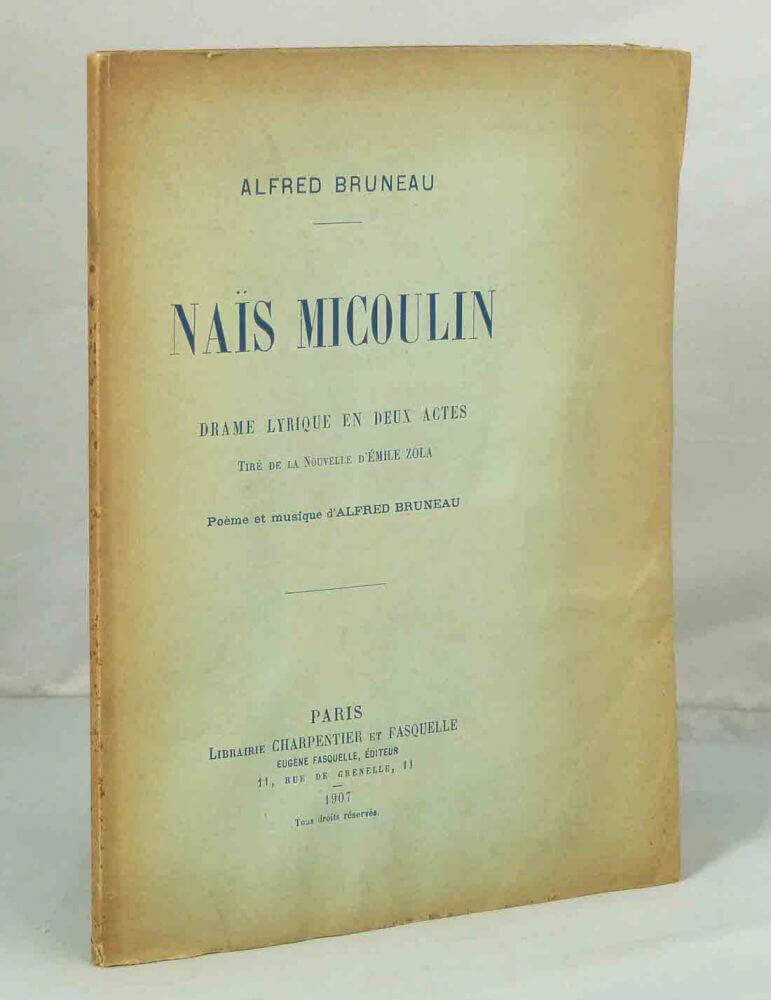 ALFRED BRUNEAU
NAÏS MICOULIN
DRAME LYRIQUE EN DEUX ACTES
TIRÉ DE LA NOUVELLE D'ÉMILE ZOLA
Poème et musique d'ALFRED BRUNEAU
PARIS
LIBRAIRIE CHARPENTIER ET FASQUELLE
EUGÈNE FASQUELLE, ÉDITEUR
11, RUE DE GRENELLE, 11
1907
Tous droits réservés.